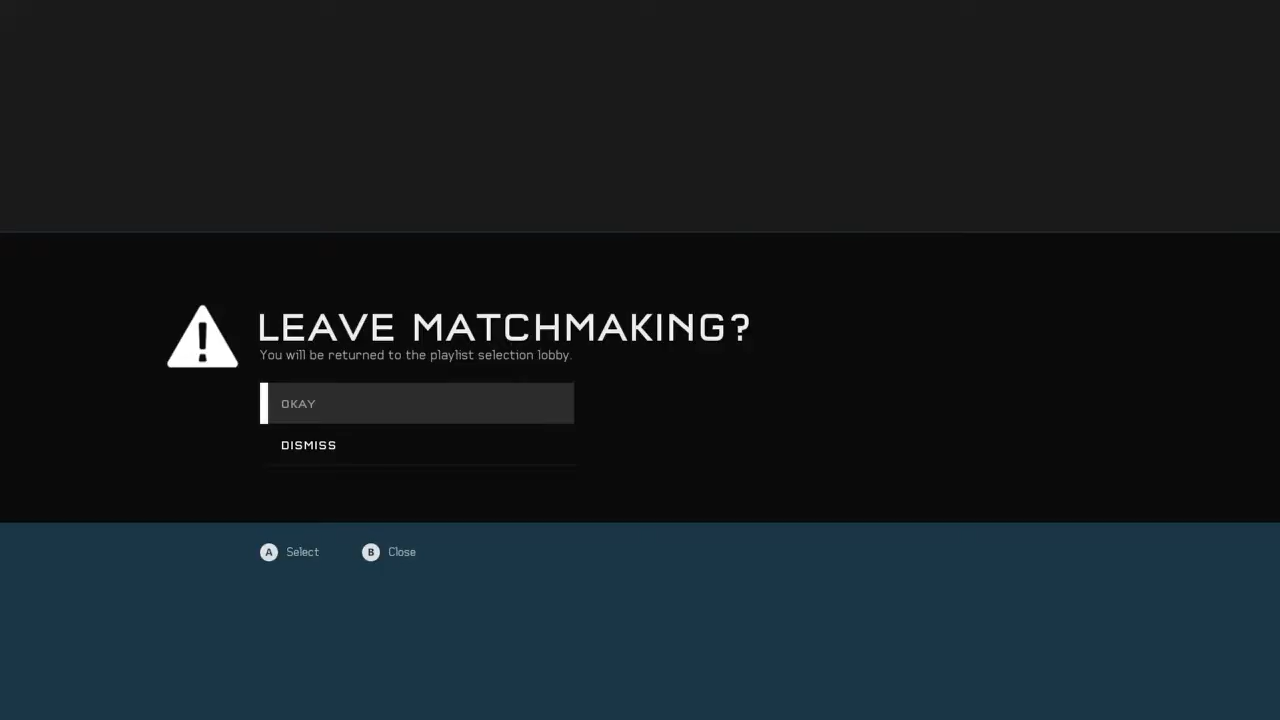 LEAVE MATCHMAKING?
You will be returned to the playlist selection lobby.
OKAY
DISMISS
A Select B Close